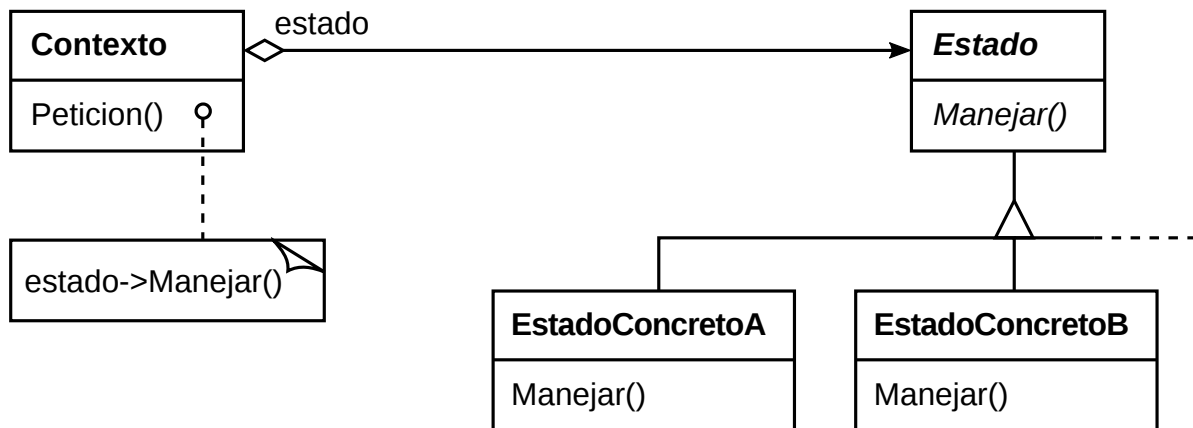 estado
Contexto
Estado
Peticion()
Manejar()
estado->Manejar()
EstadoConcretoA
EstadoConcretoB
Manejar()
Manejar()